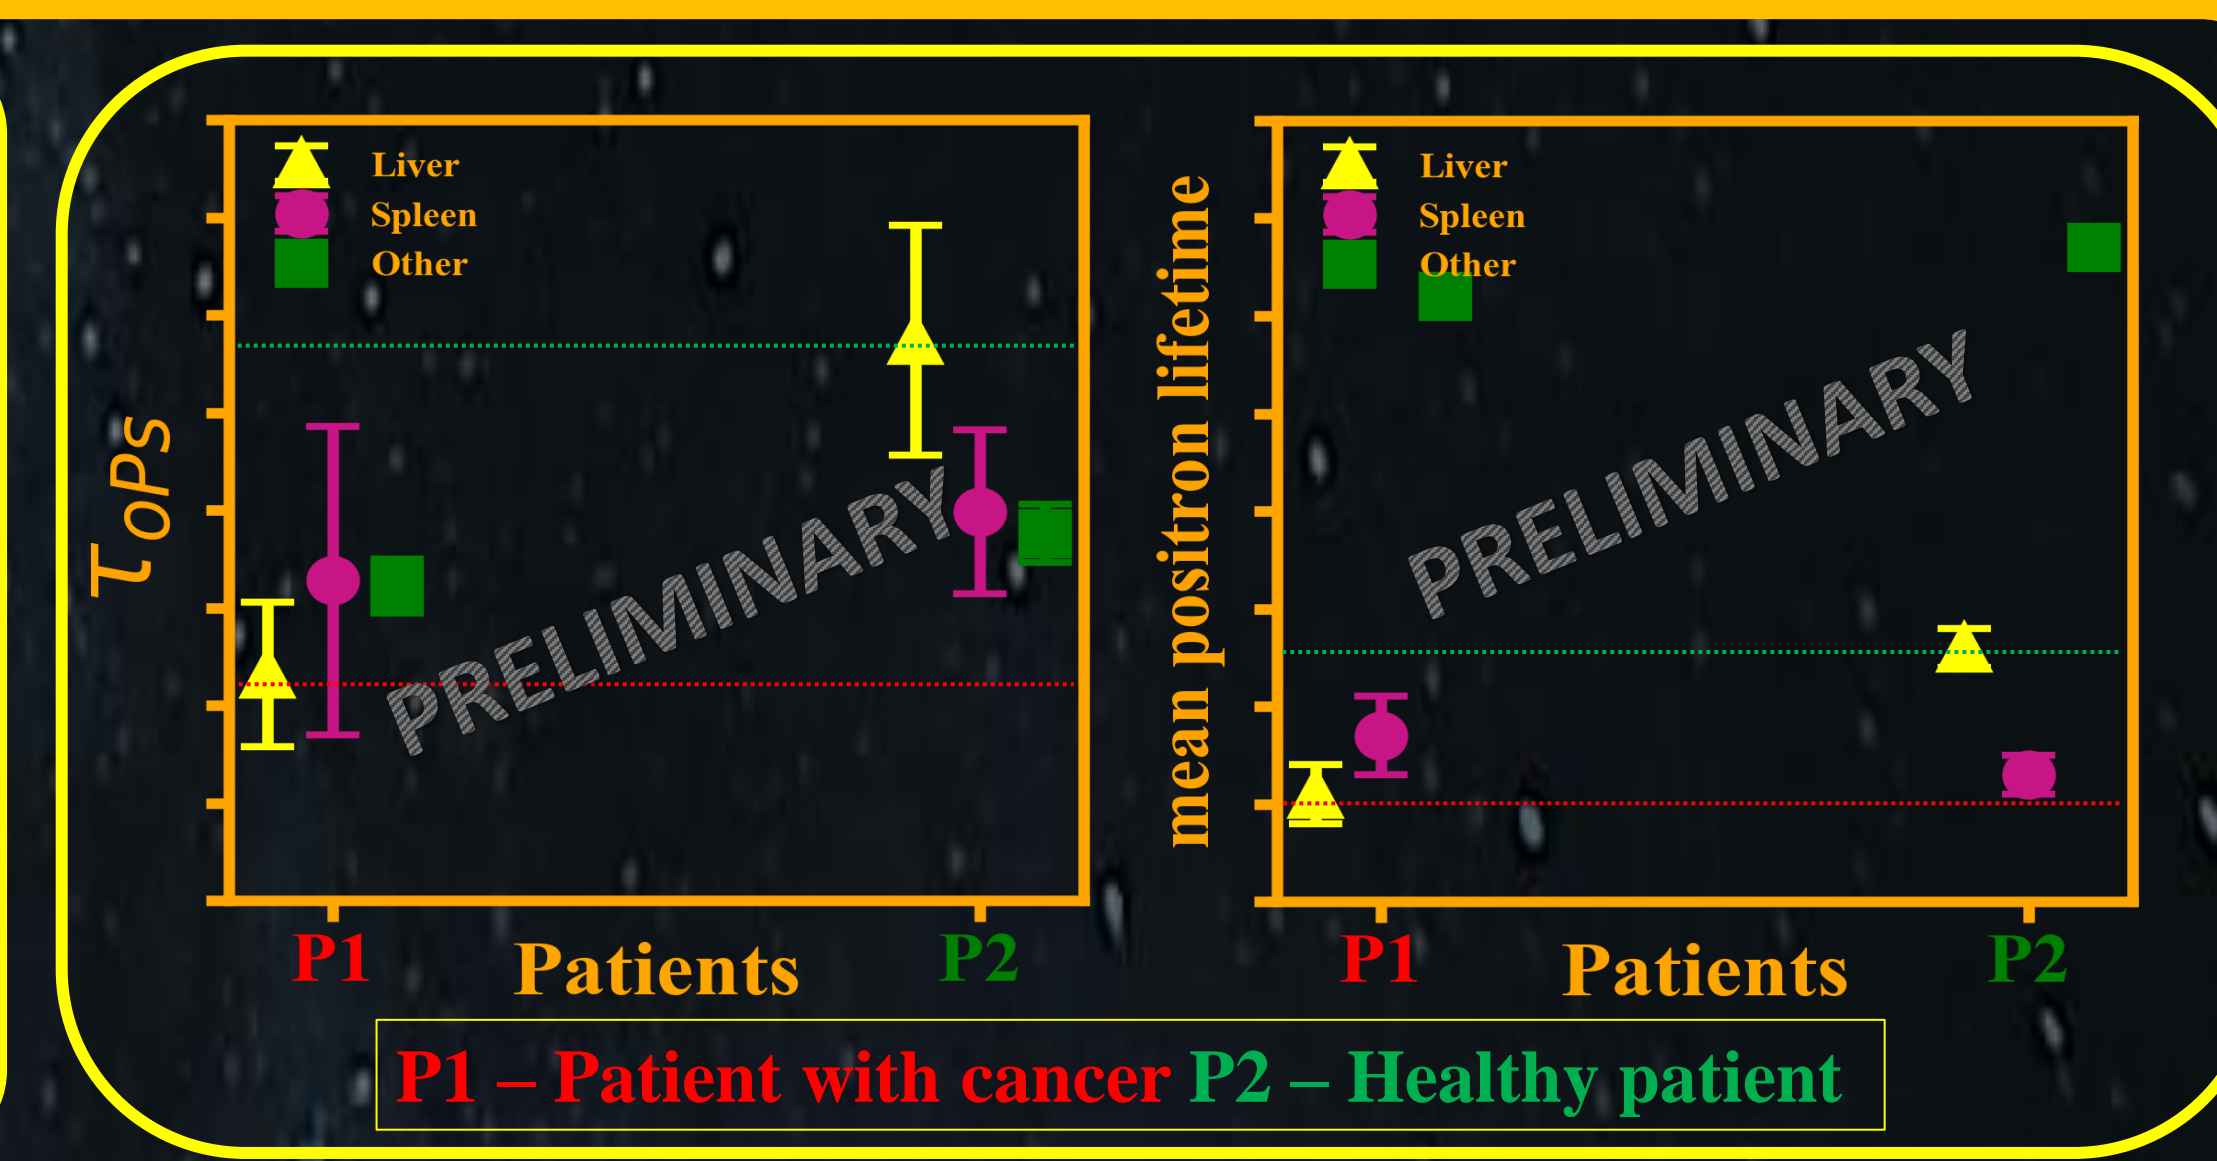 Liver
Spleen
Other
τoPs
PRELIMINARY
P1
Patients
P2
Liver
Spleen
Other
mean positron lifetime
PRELIMINARY
P1
Patients
P2
P1 – Patient with cancer P2 – Healthy patient